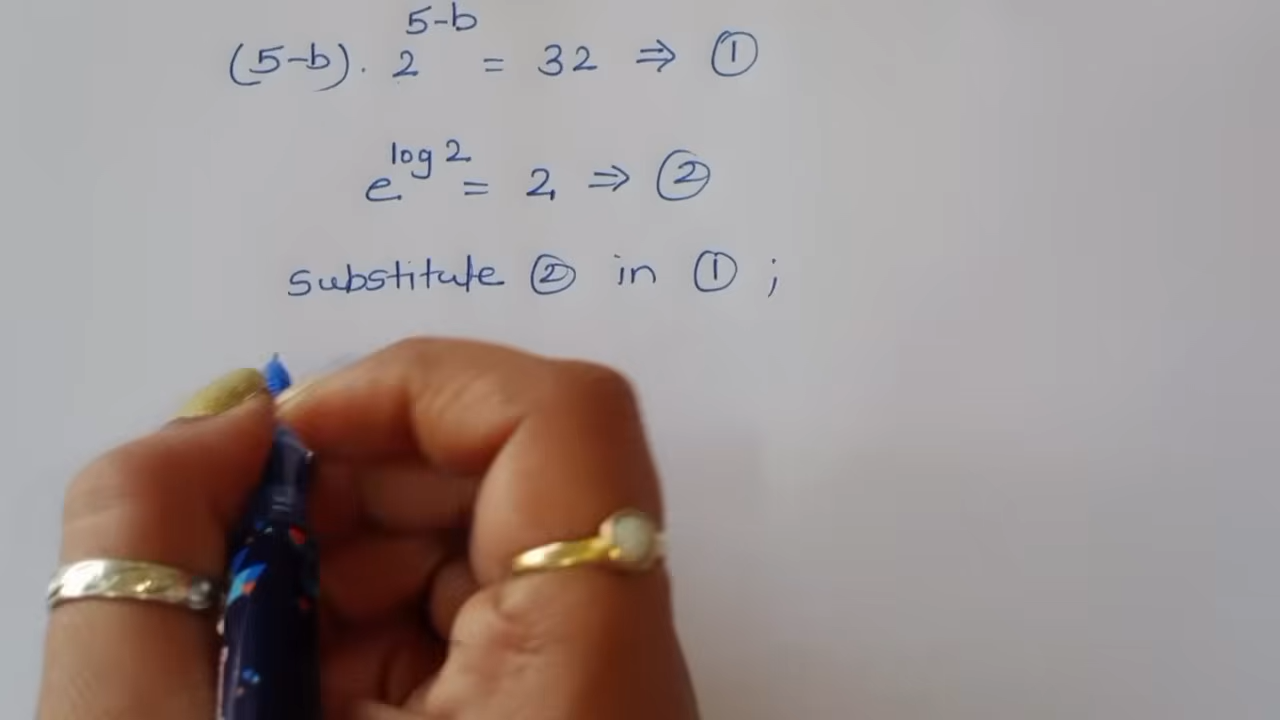 (5-b). 2^{5-b} = 32 ⇒ ①
e^{log 2} = 2 ⇒ ②
substitute ② in ① ;